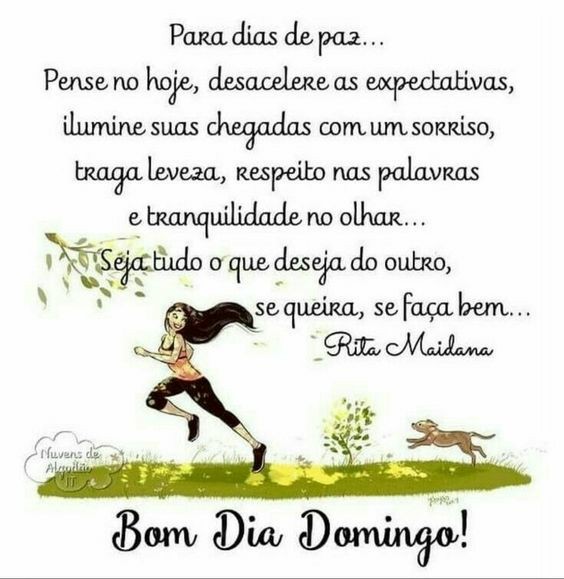 Para dias de paz...
Pense no hoje, desacelere as expectativas,
ilumine suas chegadas com um sorriso,
traga leveza, respeito nas palavras
e tranquilidade no olhar...
Seja tudo o que deseja do outro,
se queira, se faça bem...
Rita Maidana
Nuvens de
Algodão
IT
Bom Dia Domingo!